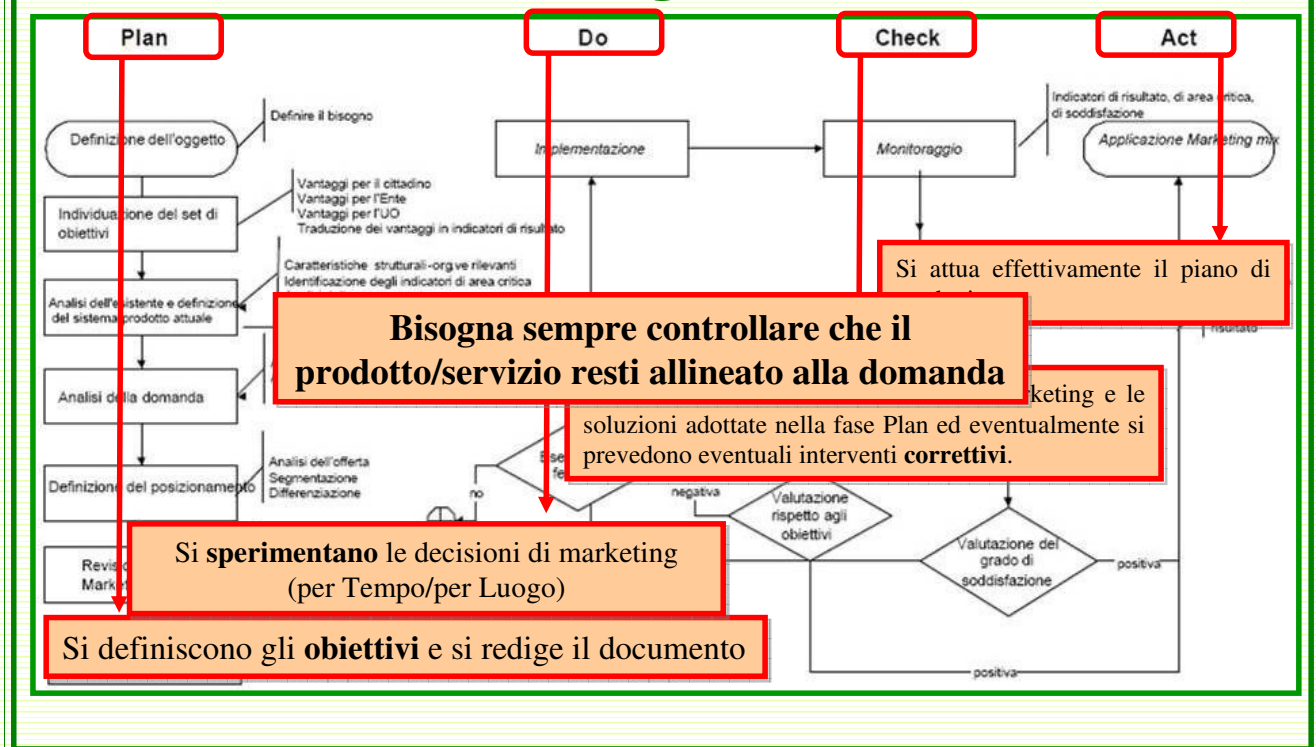 Plan
Do
Check
Act
Definizione dell'oggetto
Definire il bisogno
Individuazione del set di
obiettivi
Vantaggi per il cittadino
Vantaggi per l'Ente
Vantaggi per l'UO
Traduzione dei vantaggi in indicatori di risultato
Analisi dell'esistente e definizione
del sistema prodotto attuale
Caratteristiche strutturali-org.ve rilevanti
Identificazione degli indicatori di area critica
Analisi della domanda
Definizione del posizionamento
Analisi dell'offerta
Segmentazione
Differenziazione
Implementazione
Monitoraggio
Indicatori di risultato, di area critica,
di soddisfazione
Applicazione Marketing mix
Si attua effettivamente il piano di
risultato
Bisogna sempre controllare che il
prodotto/servizio resti allineato alla domanda
e le
soluzioni adottate nella fase Plan ed eventualmente si
prevedono eventuali interventi correttivi.
no
negativa
Valutazione
rispetto agli
obiettivi
Valutazione del
grado di
soddisfazione
positiva
positiva
Si sperimentano le decisioni di marketing
(per Tempo/per Luogo)
Si definiscono gli obiettivi e si redige il documento